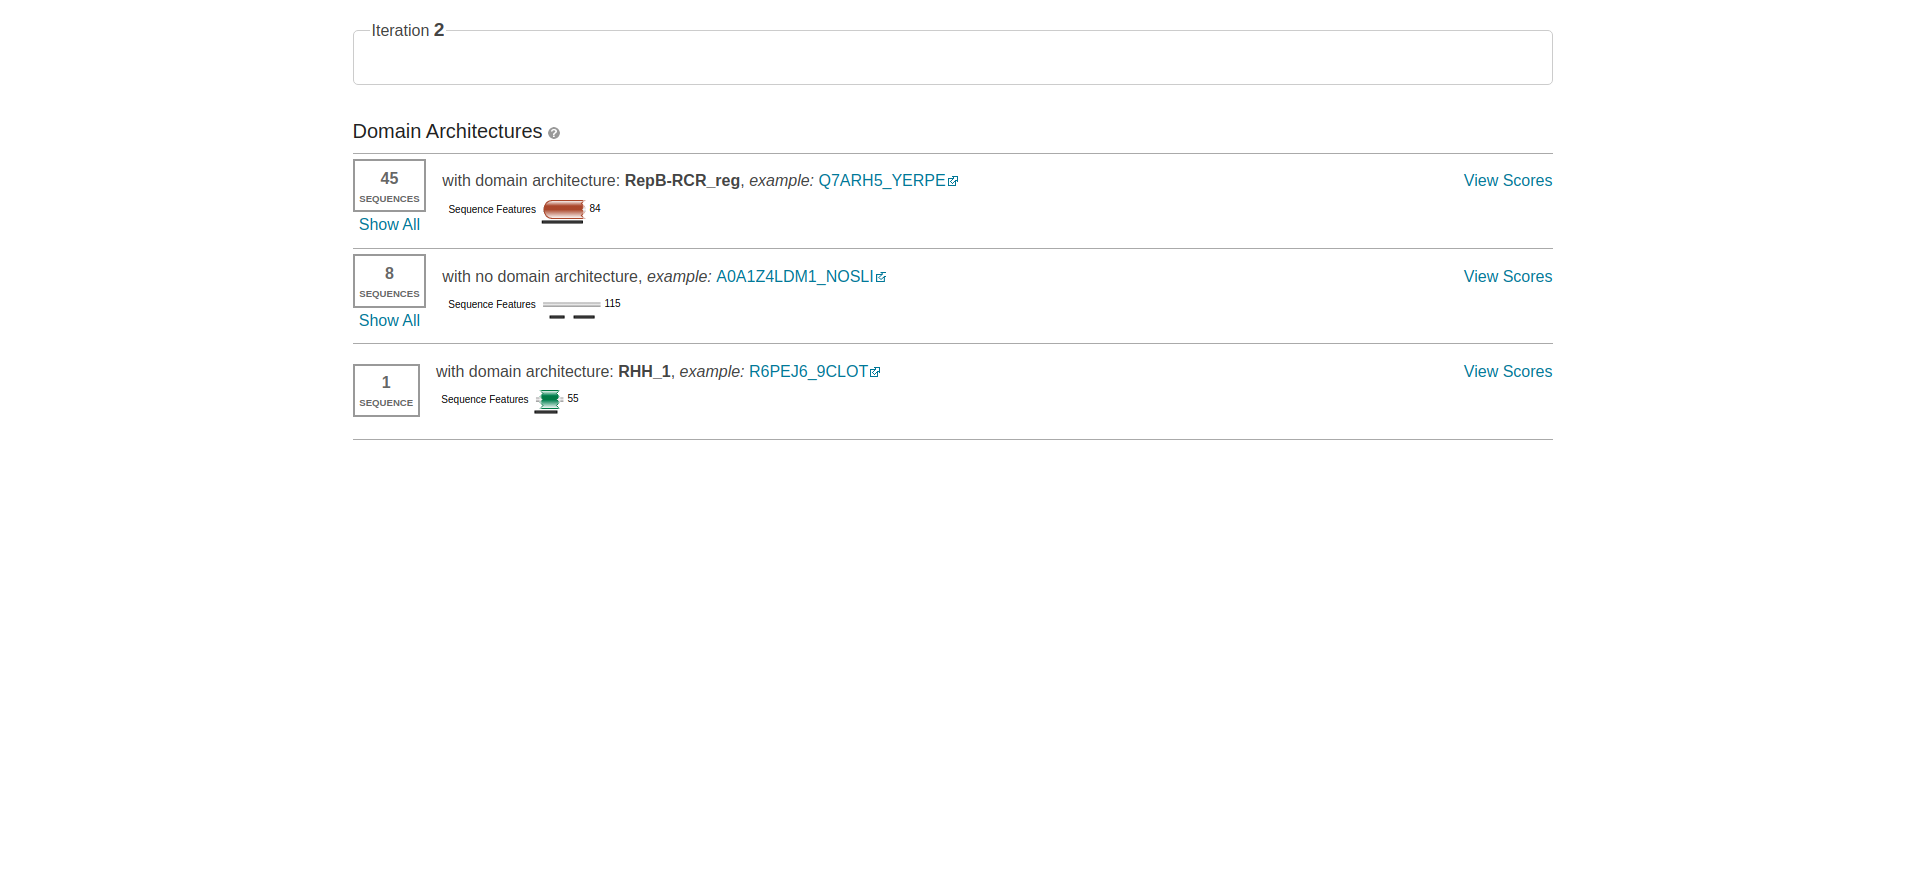 Iteration 2
Domain Architectures ?
45
SEQUENCES
Show All
with domain architecture: RepB-RCR_reg, example: Q7ARH5_YERPE
View Scores
Sequence Features 84
8
SEQUENCES
Show All
with no domain architecture, example: A0A1Z4LDM1_NOSLI
View Scores
Sequence Features 115
1
SEQUENCE
with domain architecture: RHH_1, example: R6PEJ6_9CLOT
View Scores
Sequence Features 55